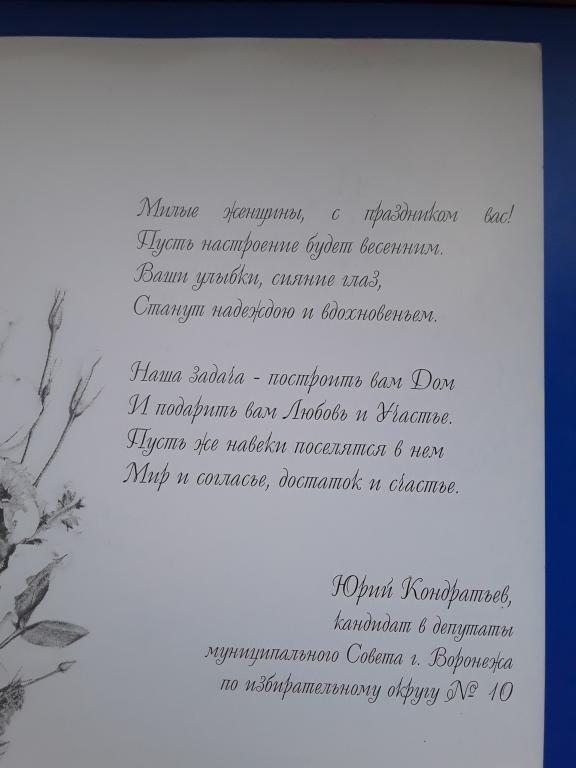 Милые женщины, с праздником вас!
Пусть настроение будет весенним.
Ваши улыбки, сияние глаз,
Станут надеждою и вдохновеньем.
Наша задача - построить вам Дом
И подарить вам Любовь и Участье.
Пусть же навеки поселятся в нем
Мир и согласье, достаток и счастье.
Юрий Кондратьев,
кандидат в депутаты
муниципального Совета г. Воронежа
по избирательному округу № 10